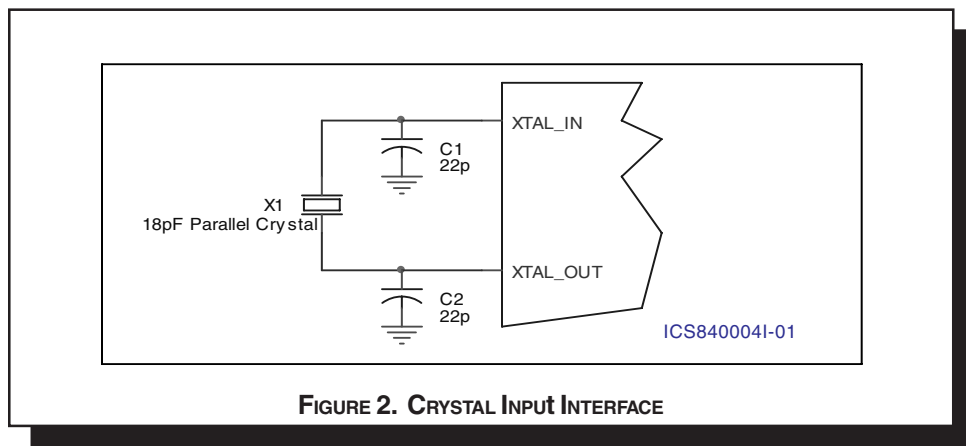 XTAL_IN
C1
22p
X1
18pF Parallel Crystal
XTAL_OUT
C2
22p
ICS840004I-01
FIGURE 2. CRYSTAL INPUt INTERFACE